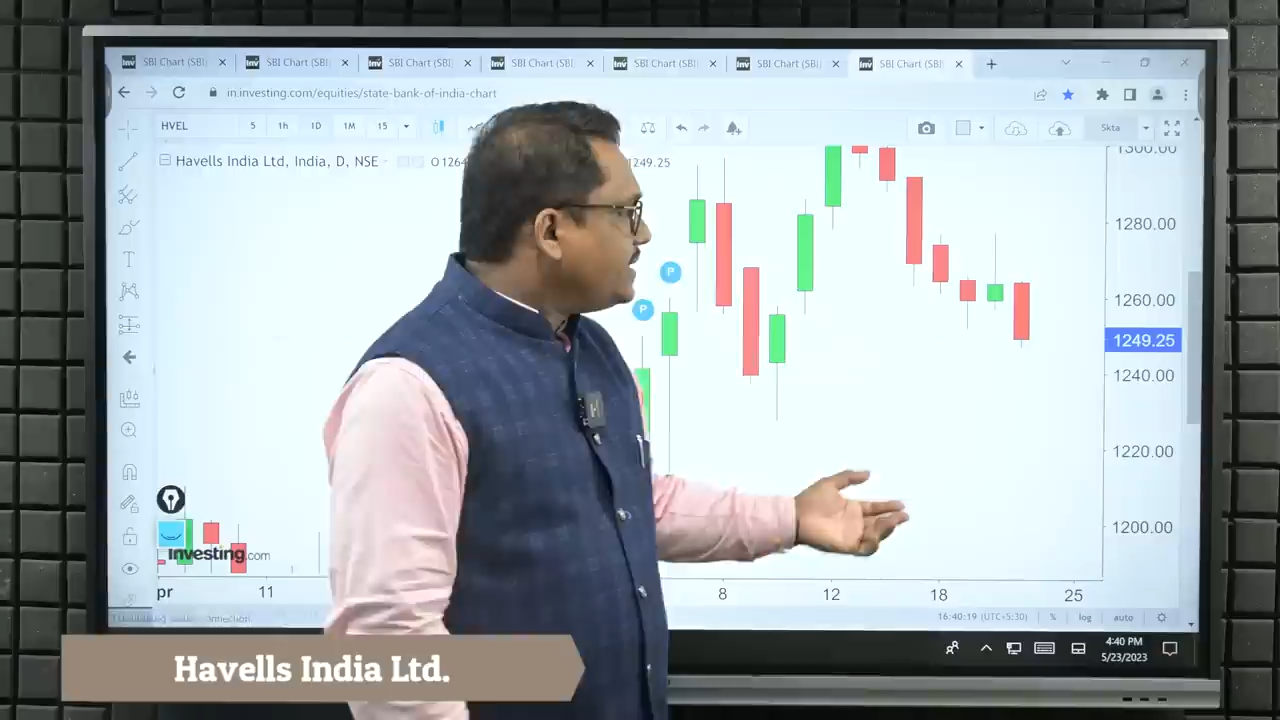 SBI Chart (SBI) SBI Chart (SBI) SBI Chart (SBI) SBI Chart (SBI) SBI Chart (SBI) SBI Chart (SBI) SBI Chart (SBI)
in.investing.com/equities/state-bank-of-india-chart
HVEL 5 1h 1D 1M 15 5kta
Havells India Ltd, India, D, NSE O1264 1249.25
1300.00
1280.00
P
1260.00
P
1249.25
1240.00
1220.00
1200.00
Investing.com
pr 11 8 12 18 25
16:40:19 (UTC+5:30) % log auto
4:40 PM
5/23/2023
H
Havells India Ltd.